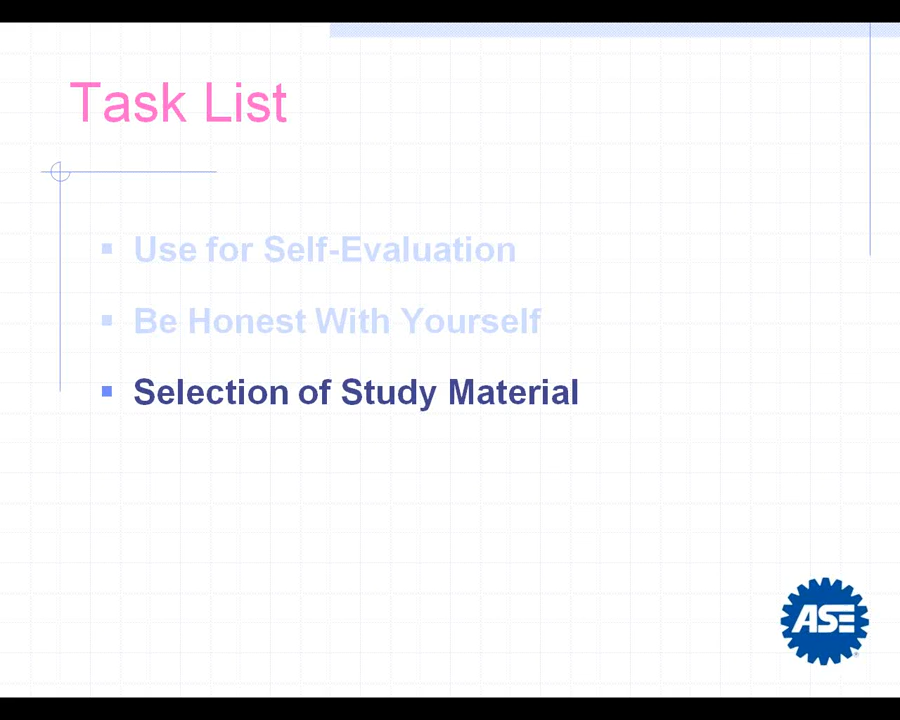 Task List
Use for Self-Evaluation
Be Honest With Yourself
Selection of Study Material
ASE